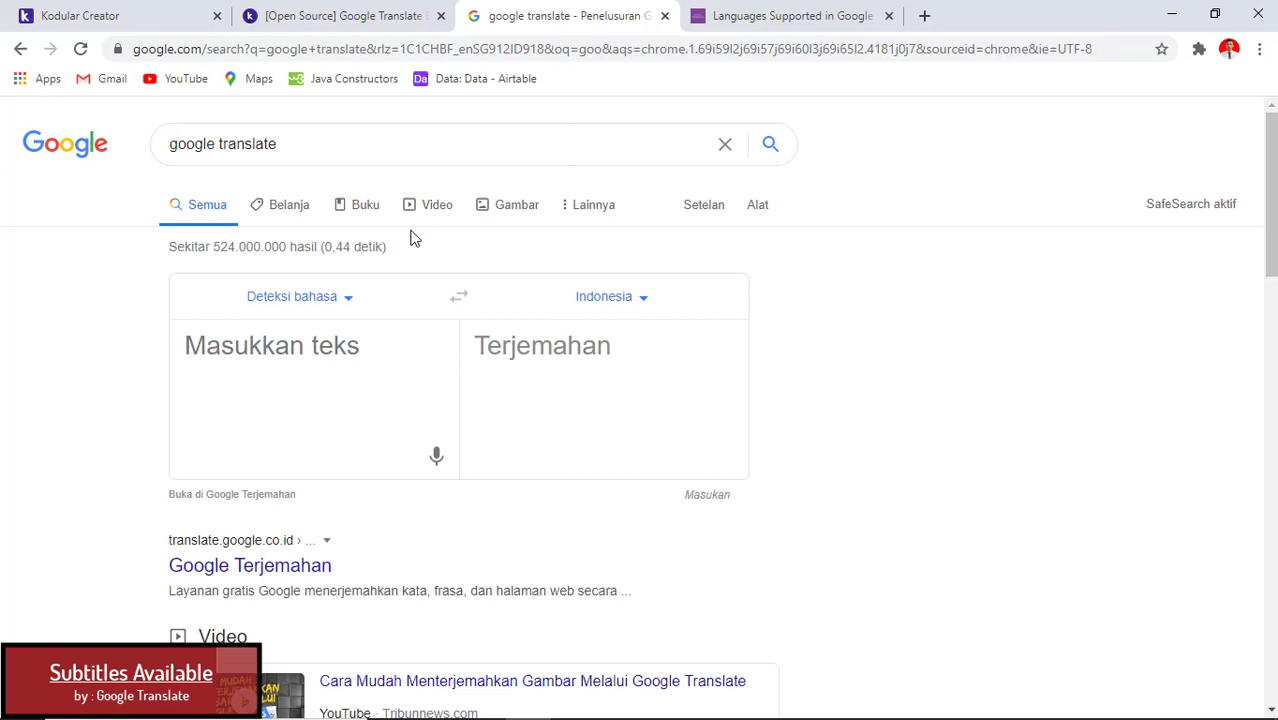 Kodular Creator
[Open Source] Google Translate E
google translate - Penelusuran G
Languages Supported in Google
google.com/search?q=google+translate&rlz=1C1CHBF_enSG912ID918&oq=goo&aqs=chrome.1.69i59l2j69i57j69i60l3j69i65l2.4181j0j7&sourceid=chrome&ie=UTF-8
Apps
Gmail
YouTube
Maps
Java Constructors
Data: Data - Airtable
Google
google translate
Semua
Belanja
Buku
Video
Gambar
Lainnya
Setelan
Alat
SafeSearch aktif
Sekitar 524.000.000 hasil (0,44 detik)
Deteksi bahasa
Indonesia
Masukkan teks
Terjemahan
Buka di Google Terjemahan
Masukan
translate.google.co.id › ...
Google Terjemahan
Layanan gratis Google menerjemahkan kata, frasa, dan halaman web secara ...
Video
Cara Mudah Menterjemahkan Gambar Melalui Google Translate
YouTube · Tribunnews.com
Subtitles Available
by : Google Translate